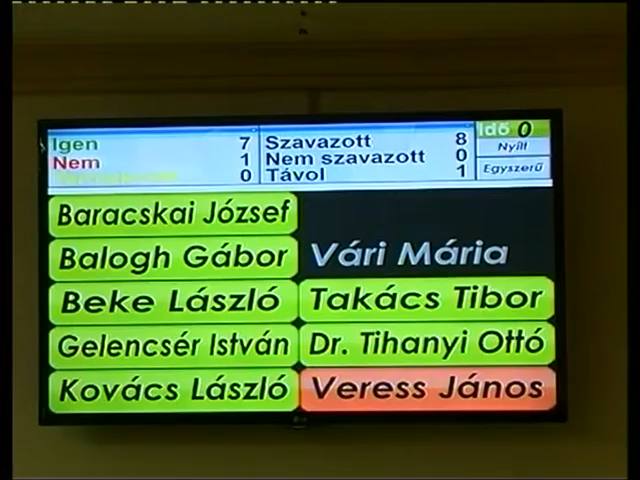 Igen 7
Nem 1
0
Szavazott 8
Nem szavazott 0
Távol 1
Idő 0
Nyílt
Egyszerű
Baracskai József
Balogh Gábor
Beke László
Gelencsér István
Kovács László
Vári Mária
Takács Tibor
Dr. Tihanyi Ottó
Veress János